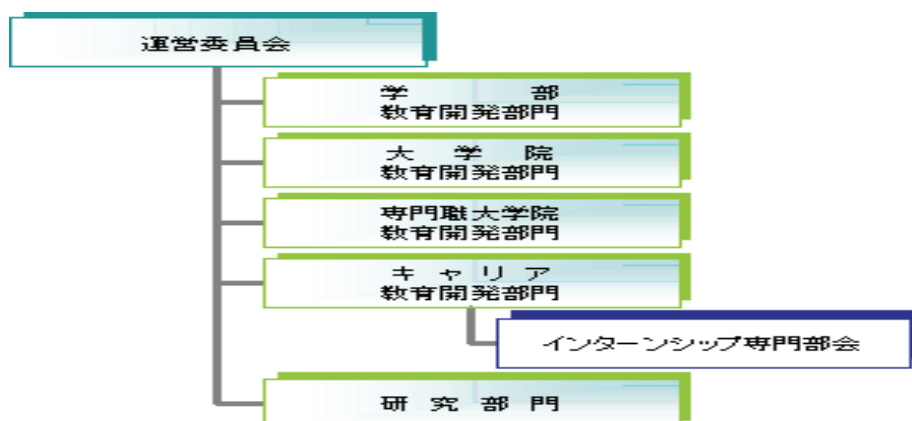 運営委員会
学　　部
教育開発部門
大　学　院
教育開発部門
専門職大学院
教育開発部門
キ ャ リ ア
教育開発部門
インターンシップ専門部会
研 究 部 門